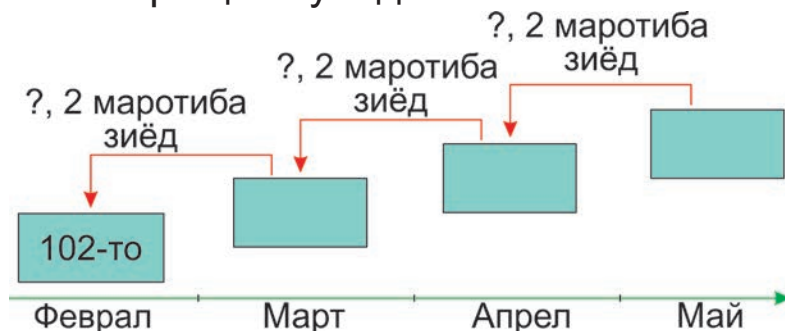 ?, 2 маротиба
зиёд
?, 2 маротиба
зиёд
?, 2 маротиба
зиёд
102-то
Феврал Март Апрел Май